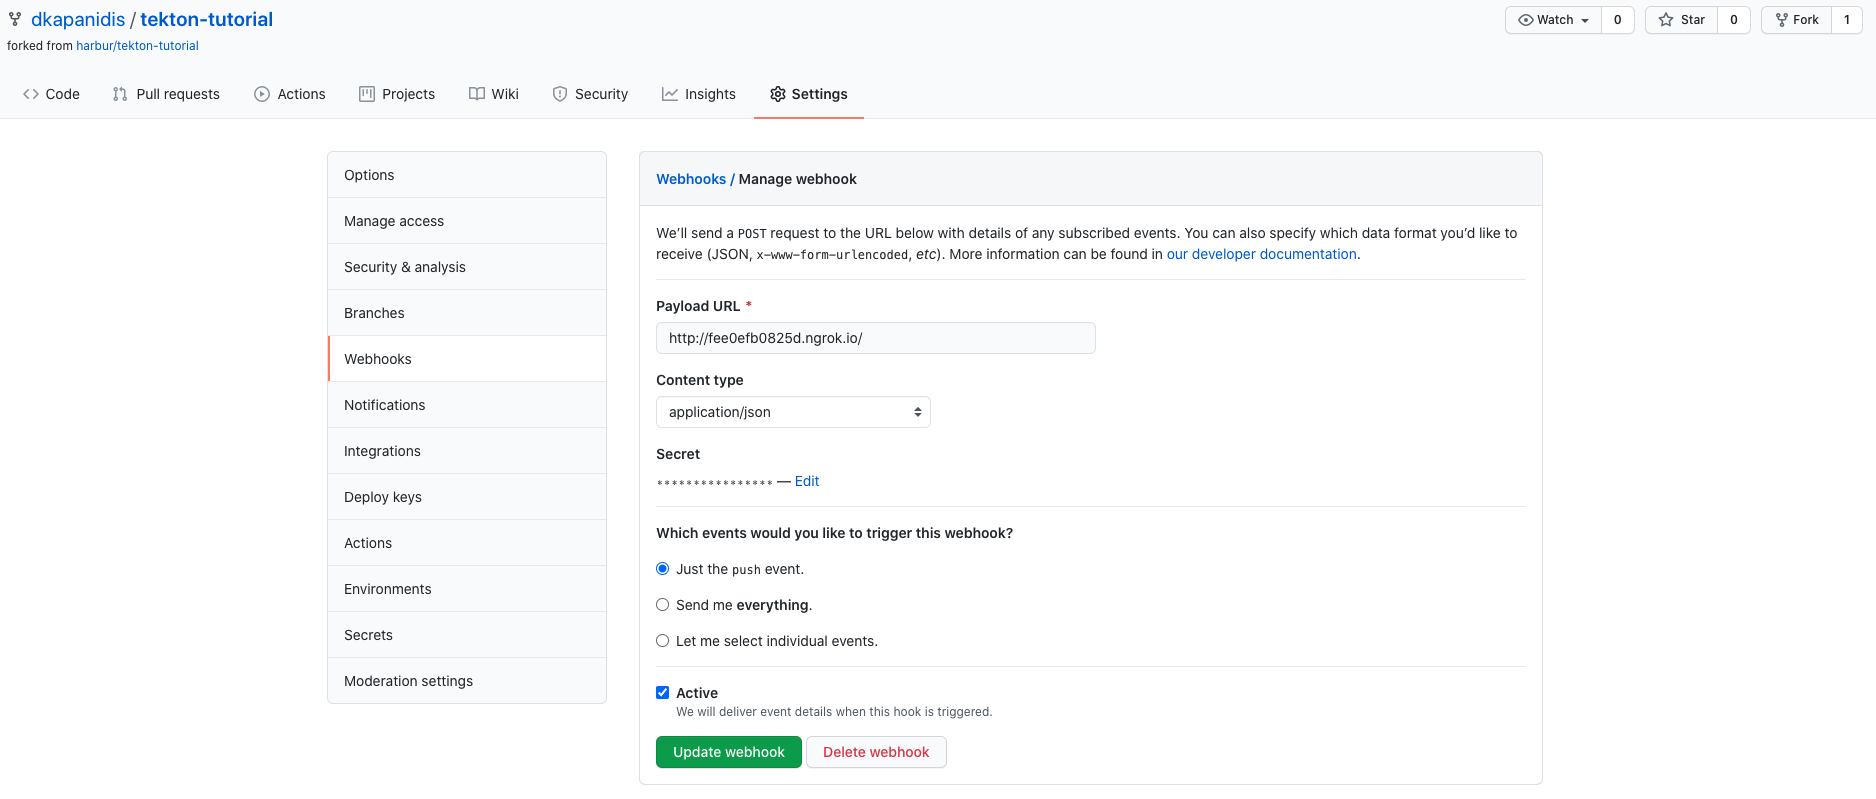 dkapanidis / tekton-tutorial
Watch 0 Star 0 Fork 1
forked from harbur/tekton-tutorial
Code Pull requests Actions Projects Wiki Security Insights Settings
Options
Manage access
Security & analysis
Branches
Webhooks
Notifications
Integrations
Deploy keys
Actions
Environments
Secrets
Moderation settings
Webhooks / Manage webhook
We’ll send a POST request to the URL below with details of any subscribed events. You can also specify which data format you’d like to
receive (JSON, x-www-form-urlencoded, etc). More information can be found in our developer documentation.
Payload URL *
http://fee0efb0825d.ngrok.io/
Content type
application/json
Secret
**************** — Edit
Which events would you like to trigger this webhook?
Just the push event.
Send me everything.
Let me select individual events.
Active
We will deliver event details when this hook is triggered.
Update webhook Delete webhook